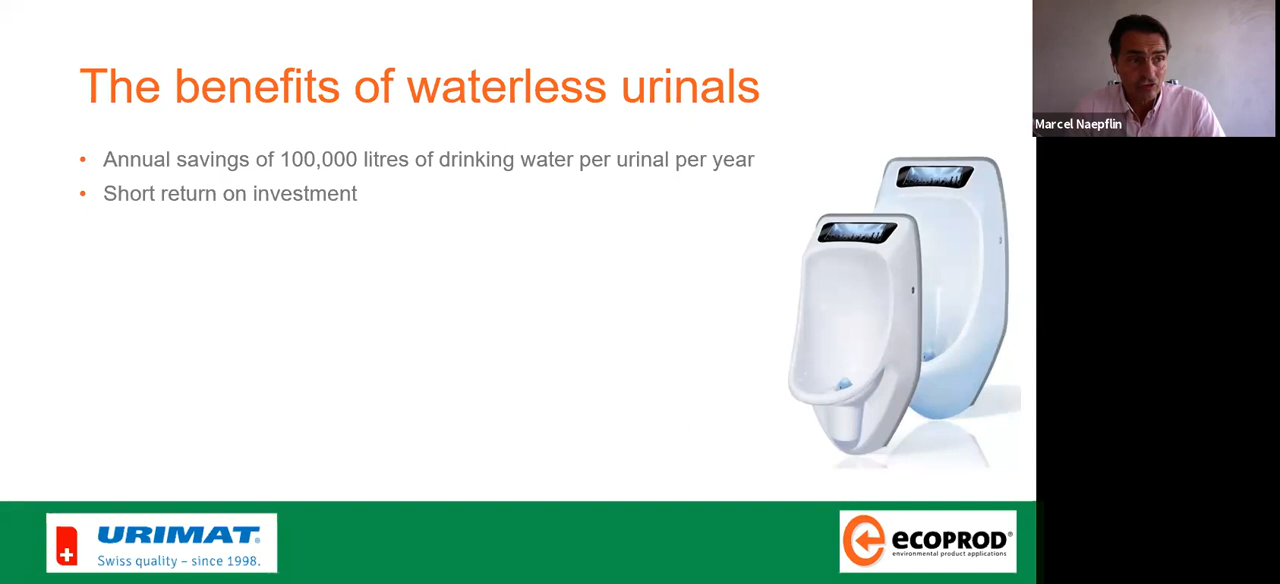 The benefits of waterless urinals
• Annual savings of 100,000 litres of drinking water per urinal per year
• Short return on investment
Marcel Naepflin
URIMAT®
Swiss quality – since 1998.
ECOPROD®
environmental product applications